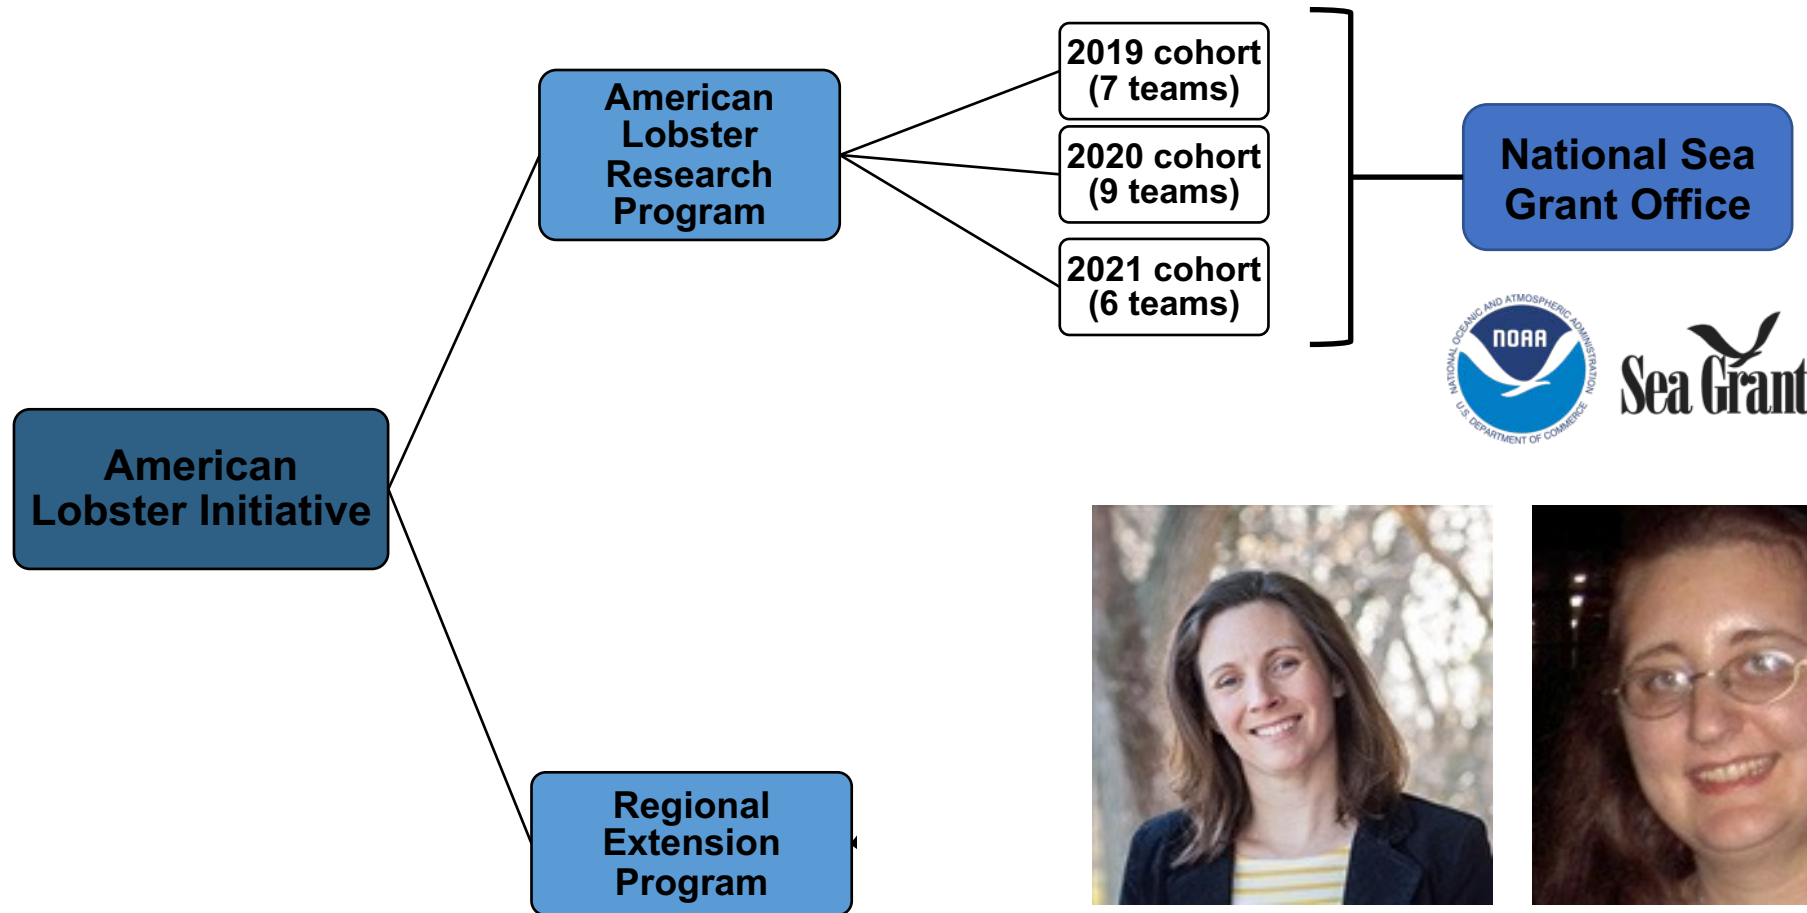 American
Lobster
Research
Program
2019 cohort
(7 teams)
2020 cohort
(9 teams)
2021 cohort
(6 teams)
National Sea
Grant Office
NATIONAL OCEANIC AND ATMOSPHERIC ADMINISTRATION
NOAA
U.S. DEPARTMENT OF COMMERCE
Sea Grant
American
Lobster Initiative
Regional
Extension
Program